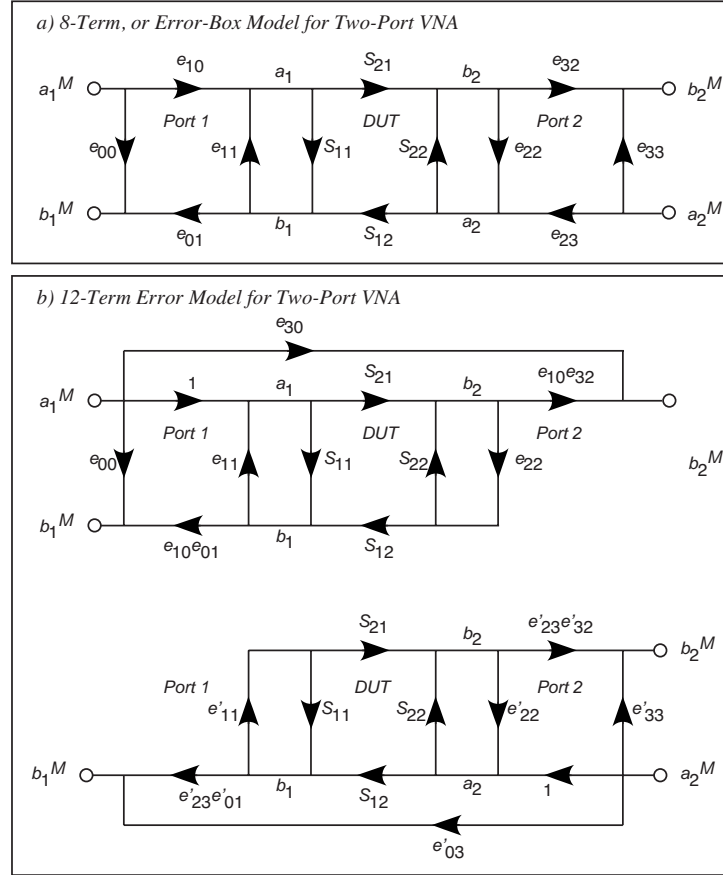 a) 8-Term, or Error-Box Model for Two-Port VNA
e10 a1 S21 b2 e32
a1M b2M
Port 1 DUT Port 2
e00 e11 S11 S22 e22 e33
b1M a2M
e01 b1 S12 a2 e23
b) 12-Term Error Model for Two-Port VNA
e30
1 a1 S21 b2 e10e32
a1M
Port 1 DUT Port 2
e00 e11 S11 S22 e22
b2M
b1M
e10e01 b1 S12
S21 b2 e'23e'32
b2M
Port 1 DUT Port 2
e'11 S11 S22 e'22 e'33
b1M a2M
e'23e'01 b1 S12 a2 1
e'03